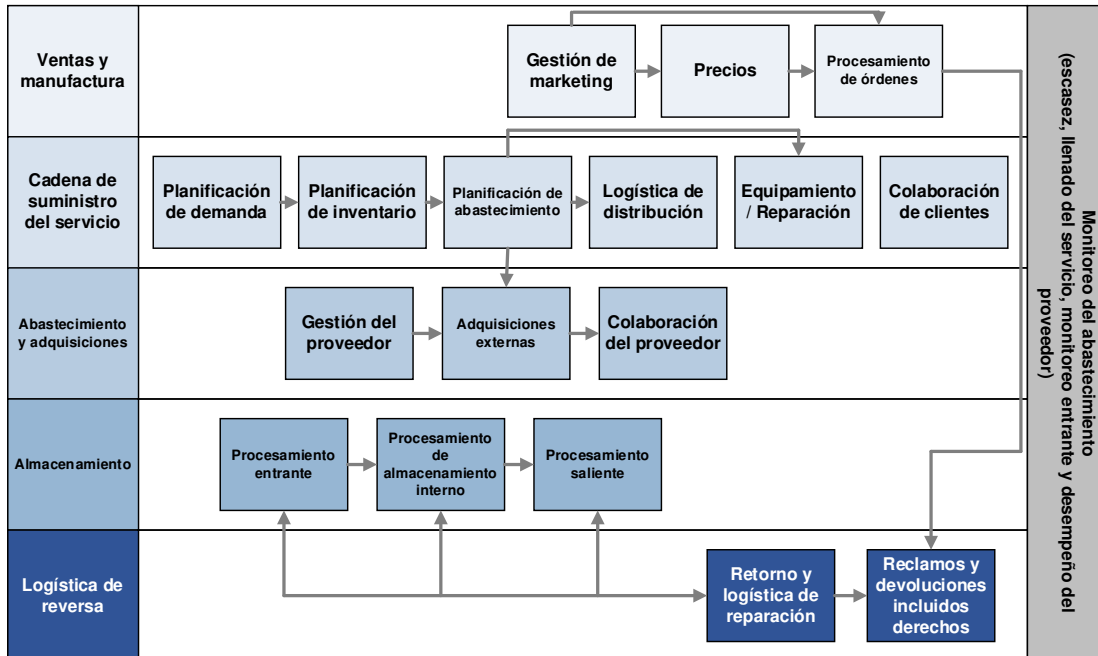 Ventas y
manufactura
Gestión de
marketing
Precios
Procesamiento
de órdenes
Cadena de
suministro
del servicio
Planificación
de demanda
Planificación
de inventario
Planificación de
abastecimiento
Logística de
distribución
Equipamiento
/ Reparación
Colaboración
de clientes
Abastecimiento
y adquisiciones
Gestión del
proveedor
Adquisiciones
externas
Colaboración
del proveedor
Almacenamiento
Procesamiento
entrante
Procesamiento
de
almacenamiento
interno
Procesamiento
saliente
Logística de
reversa
Retorno y
logística de
reparación
Reclamos y
devoluciones
incluidos
derechos
Monitoreo del abastecimiento
(escasez, llenado del servicio, monitoreo entrante y desempeño del
proveedor)